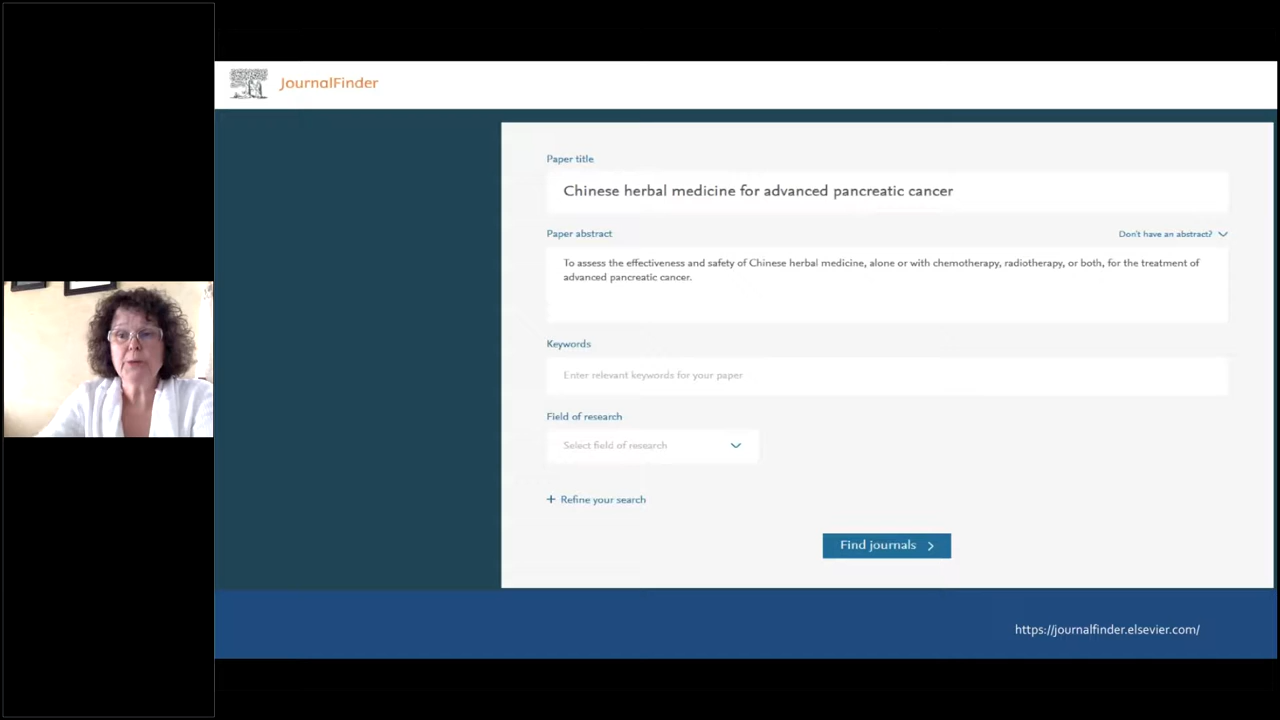 JournalFinder
Paper title
Chinese herbal medicine for advanced pancreatic cancer
Paper abstract
Don't have an abstract?
To assess the effectiveness and safety of Chinese herbal medicine, alone or with chemotherapy, radiotherapy, or both, for the treatment of
advanced pancreatic cancer.
Keywords
Enter relevant keywords for your paper
Field of research
Select field of research
+ Refine your search
Find journals
https://journalfinder.elsevier.com/